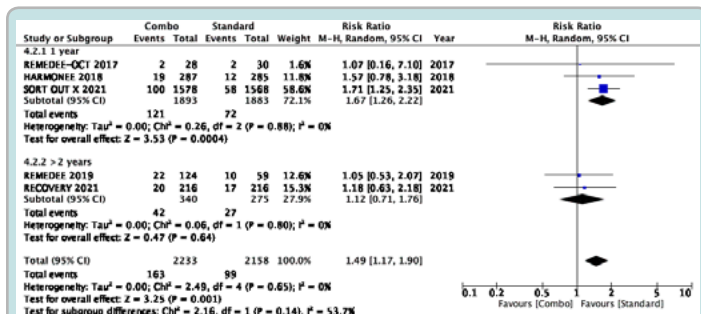 Combo Standard Risk Ratio Risk Ratio
Study or Subgroup Events Total Events Total Weight M-H, Random, 95% CI Year M-H, Random, 95% CI
4.2.1 1 year
REMEDEE-OCT 2017 2 28 2 30 1.6% 1.07 [0.16, 7.10] 2017
HARMONEE 2018 19 287 12 285 11.8% 1.57 [0.78, 3.18] 2018
SORT OUT X 2021 100 1578 58 1568 58.8% 1.71 [1.25, 2.35] 2021
Subtotal (95% CI) 1893 1883 72.1% 1.67 [1.26, 2.22]
Total events 121 72
Heterogeneity: Tau² = 0.00; Chi² = 0.26, df = 2 (P = 0.88); I² = 0%
Test for overall effect: Z = 3.53 (P = 0.0004)
4.2.2 >2 years
REMEDEE 2019 22 124 10 59 12.6% 1.05 [0.53, 2.07] 2019
RECOVERY 2021 20 216 17 216 15.3% 1.18 [0.63, 2.18] 2021
Subtotal (95% CI) 340 275 27.9% 1.12 [0.71, 1.76]
Total events 42 27
Heterogeneity: Tau² = 0.00; Chi² = 0.06, df = 1 (P = 0.80); I² = 0%
Test for overall effect: Z = 0.47 (P = 0.64)
Total (95% CI) 2233 2158 100.0% 1.49 [1.17, 1.90]
Total events 163 99
Heterogeneity: Tau² = 0.00; Chi² = 2.49, df = 4 (P = 0.65); I² = 0%
Test for overall effect: Z = 3.25 (P = 0.001)
Test for subgroup differences: Chi² = 2.16, df = 1 (P = 0.14), I² = 53.7%
0.1 0.2 0.5 1 2 5 10
Favours [Combo] Favours [Standard]